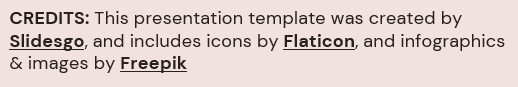 CREDITS: This presentation template was created by
Slidesgo, and includes icons by Flaticon, and infographics
& images by Freepik